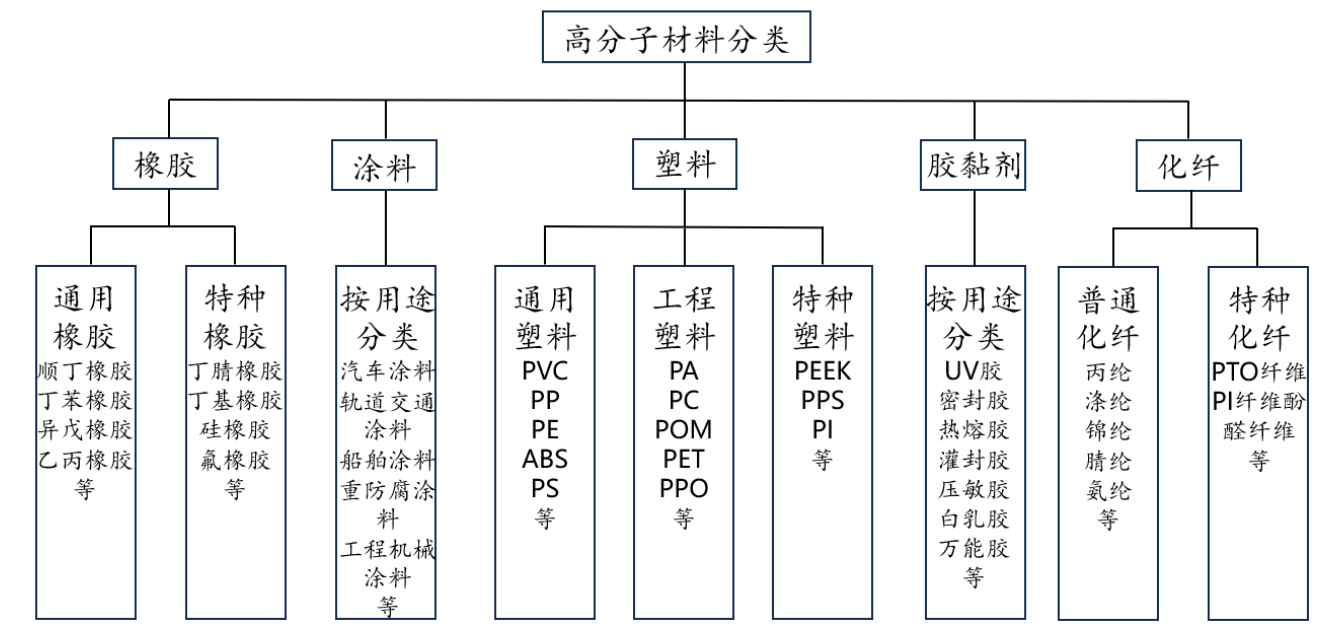 高分子材料分类
橡胶
涂料
塑料
胶黏剂
化纤
通用
橡胶
顺丁橡胶
丁苯橡胶
异戊橡胶
乙丙橡胶
等
特种
橡胶
丁腈橡胶
丁基橡胶
硅橡胶
氟橡胶
等
按用途
分类
汽车涂料
轨道交通
涂料
船舶涂料
重防腐涂
料
工程机械
涂料
等
通用
塑料
PVC
PP
PE
ABS
PS
等
工程
塑料
PA
PC
POM
PET
PPO
等
特种
塑料
PEEK
PPS
PI
等
按用途
分类
UV胶
密封胶
热熔胶
灌封胶
压敏胶
白乳胶
万能胶
等
普通
化纤
丙纶
涤纶
锦纶
腈纶
氨纶
等
特种
化纤
PTO纤维
PI纤维酚
醛纤维
等